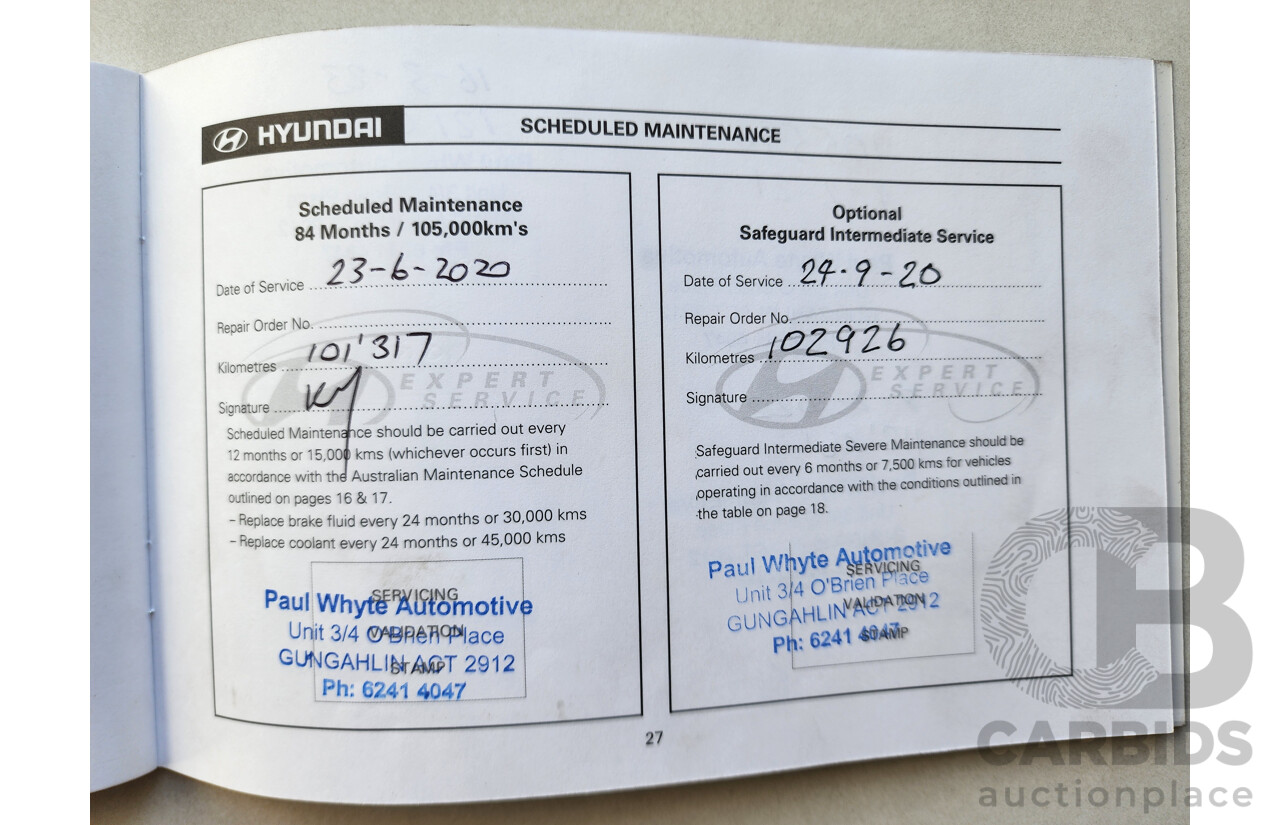 HYUNDAI
SCHEDULED MAINTENANCE
Scheduled Maintenance
84 Months / 105,000km's
Date of Service 23-6-2020
Repair Order No.
Kilometres 101'317
Signature
EXPERT
SERVICE
Scheduled Maintenance should be carried out every
12 months or 15,000 kms (whichever occurs first) in
accordance with the Australian Maintenance Schedule
outlined on pages 16 & 17.
– Replace brake fluid every 24 months or 30,000 kms
– Replace coolant every 24 months or 45,000 kms
SERVICING
VALIDATION
STAMP
Paul Whyte Automotive
Unit 3/4 O'Brien Place
GUNGAHLIN ACT 2912
Ph: 6241 4047
Optional
Safeguard Intermediate Service
Date of Service 24.9-20
Repair Order No.
Kilometres 102926
Signature
EXPERT
SERVICE
Safeguard Intermediate Severe Maintenance should be
carried out every 6 months or 7,500 kms for vehicles
operating in accordance with the conditions outlined in
the table on page 18.
SERVICING
VALIDATION
STAMP
Paul Whyte Automotive
Unit 3/4 O'Brien Place
GUNGAHLIN ACT 2912
Ph: 6241 4047
27
CB
CARBIDS
auctionplace